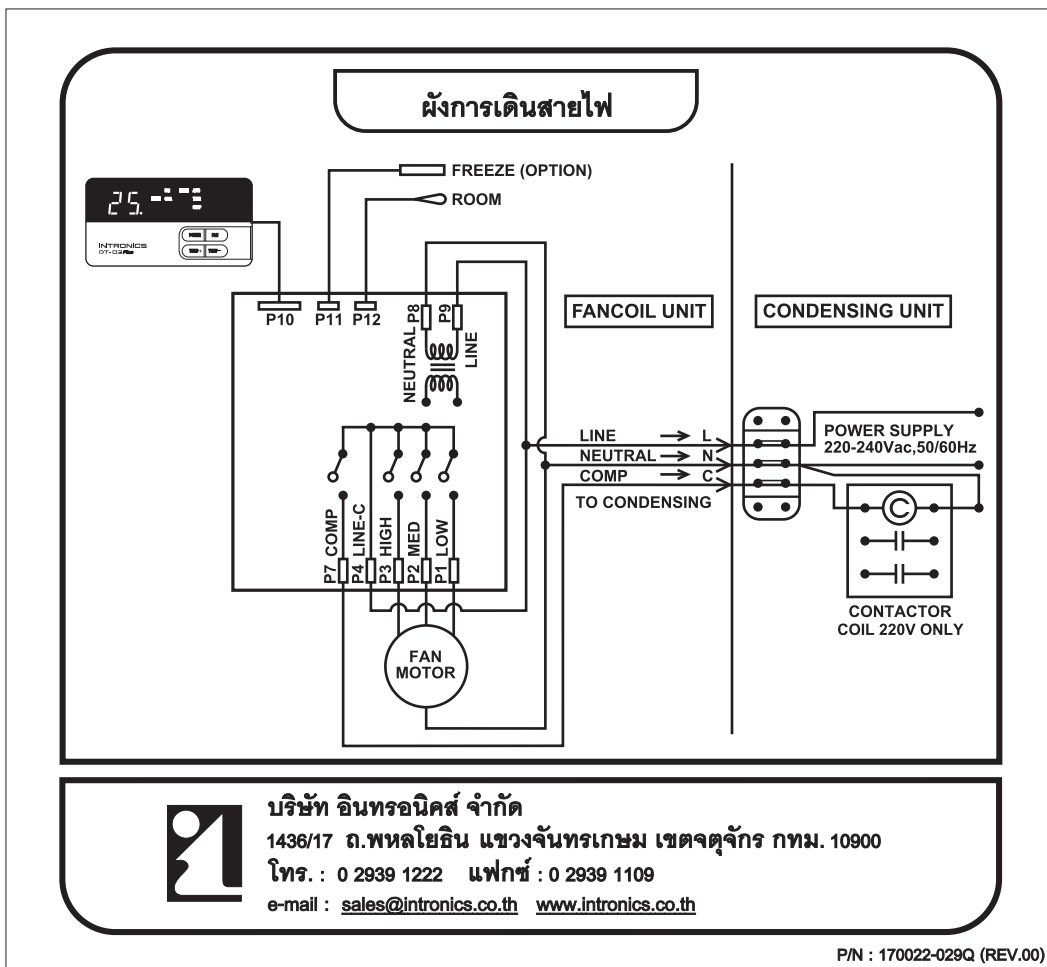 ผังการเดินสายไฟ
FREEZE (OPTION)
ROOM
25.
INTRONICS
DT-02 Plus
P10
P11
P12
P8
P9
NEUTRAL
LINE
FANCOIL UNIT
CONDENSING UNIT
LINE
L
NEUTRAL
N
COMP
C
TO CONDENSING
POWER SUPPLY
220-240Vac,50/60Hz
C
CONTACTOR
COIL 220V ONLY
P7 COMP
P4 LINE-C
P3 HIGH
P2 MED
P1 LOW
FAN
MOTOR
บริษัท อินทรอนิคส์ จำกัด
1436/17 ถ.พหลโยธิน แขวงจันทรเกษม เขตจตุจักร กทม. 10900
โทร. : 0 2939 1222 แฟกซ์ : 0 2939 1109
e-mail : sales@intronics.co.th www.intronics.co.th
P/N : 170022-029Q (REV.00)